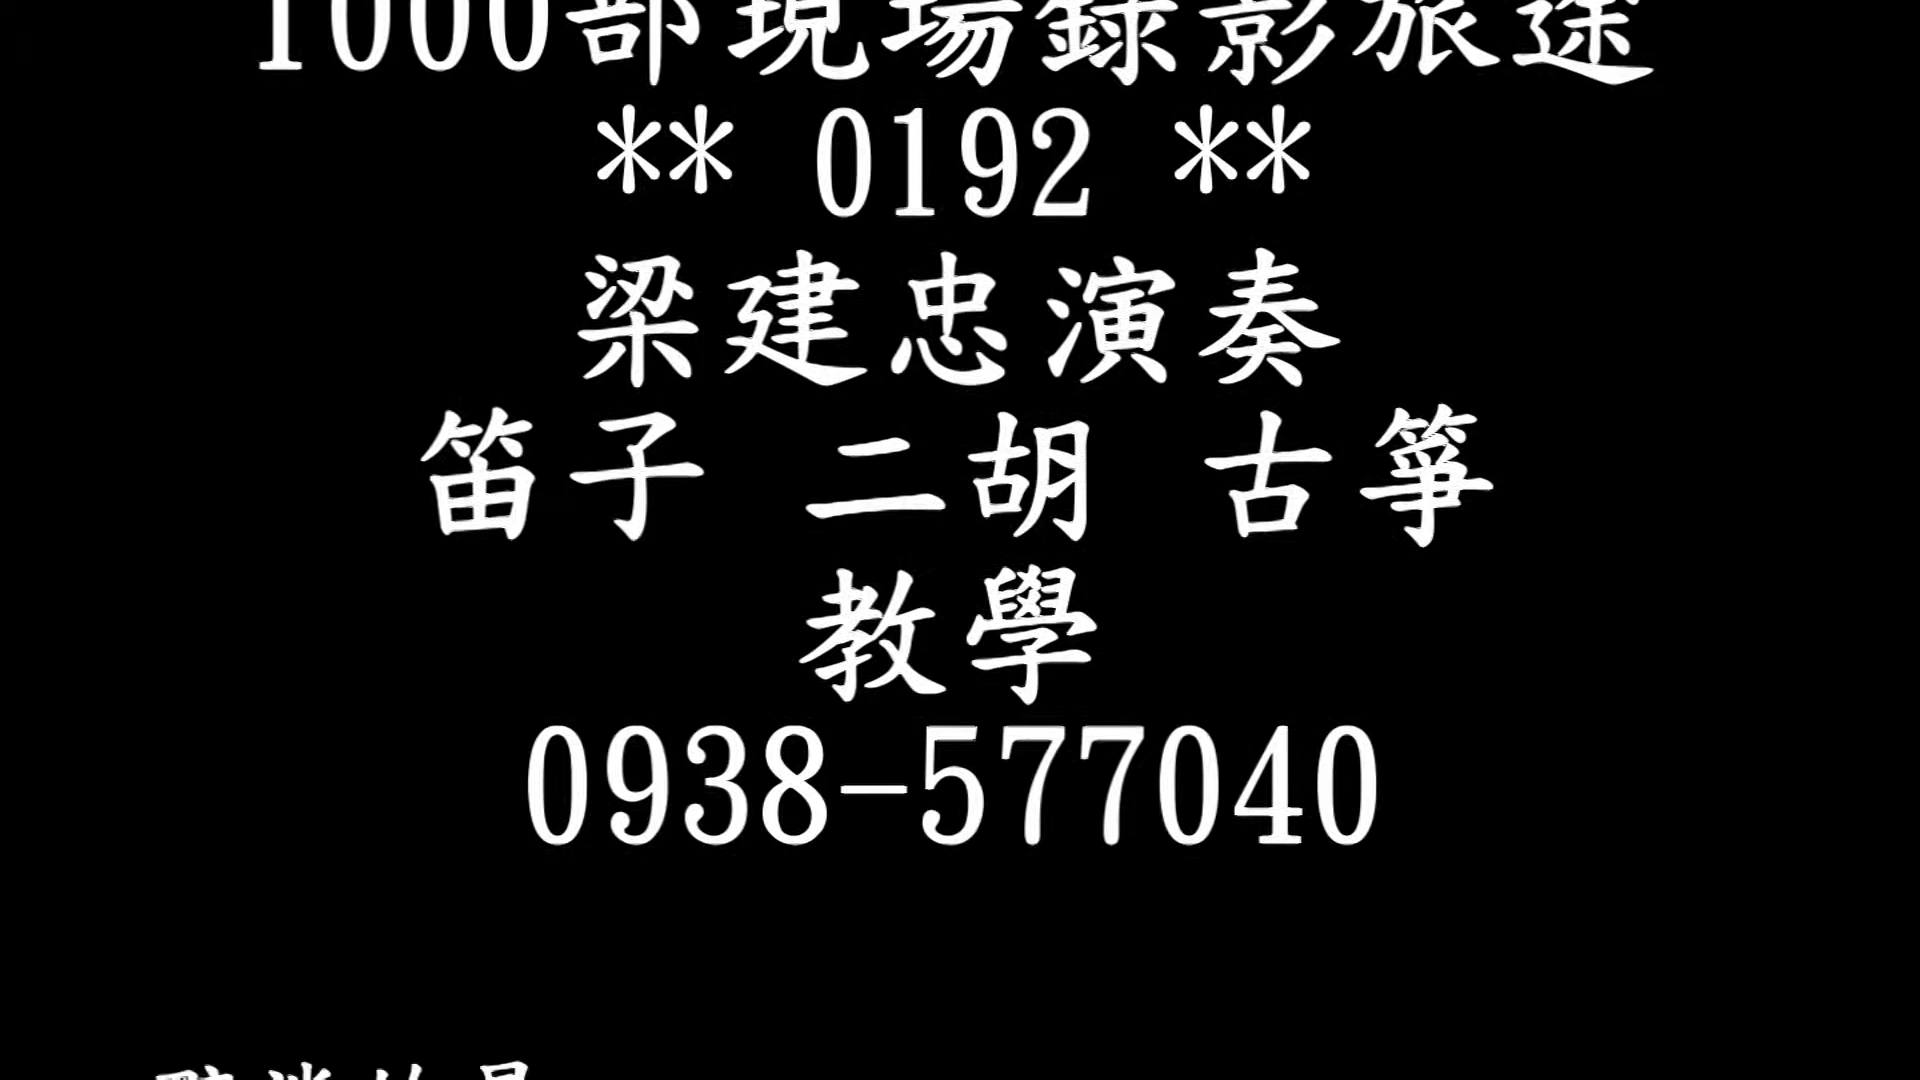 1000部現場錄影旅途
** 0192 **
梁建忠演奏
笛子 二胡 古箏
教學
0938-577040